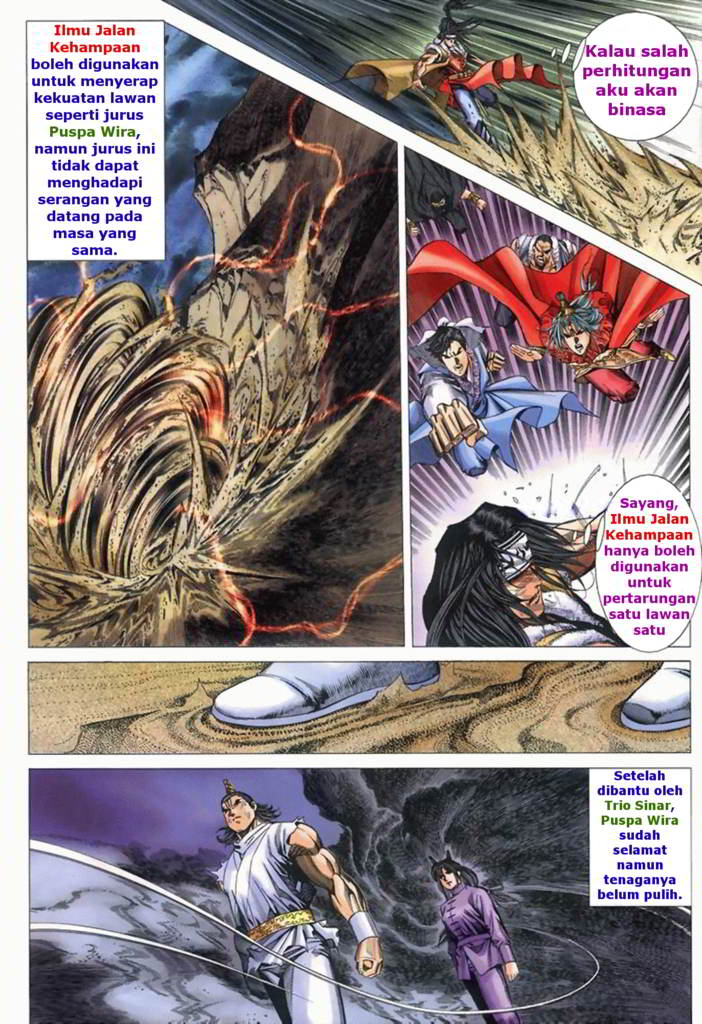 Ilmu Jalan
Kehampaan
boleh digunakan
untuk menyerap
kekuatan lawan
seperti jurus
Puspa Wira,
namun jurus ini
tidak dapat
menghadapi
serangan yang
datang pada
masa yang
sama.
Kalau salah
perhitungan
aku akan
binasa
Sayang,
Ilmu Jalan
Kehampaan
hanya boleh
digunakan
untuk
pertarungan
satu lawan
satu
Setelah
dibantu oleh
Trio Sinar,
Puspa Wira
sudah
selamat
namun
tenaganya
belum pulih.